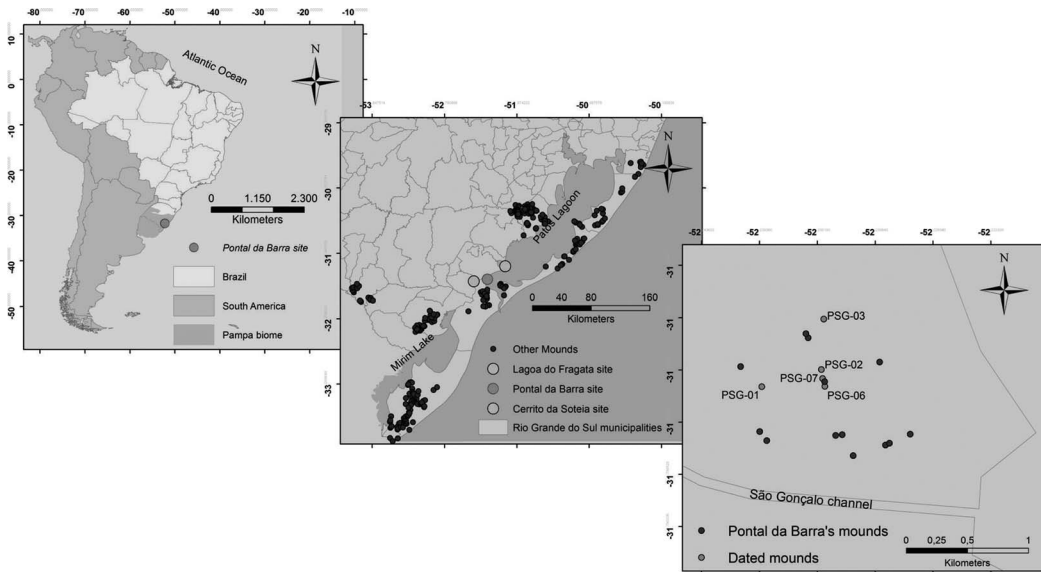 -80 -70 -60 -50 -40 -30 -20 -10
10
0
-10
-20
-30
-40
-50
Atlantic Ocean
N
0 1.150 2.300
Kilometers
Pontal da Barra site
Brazil
South America
Pampa biome
-53 -52 -51 -50 -50
-29
-30
-31
-32
-33
N
Patos Lagoon
Mirim Lake
0 40 80 160
Kilometers
Other Mounds
Lagoa do Fragata site
Pontal da Barra site
Cerrito da Soteia site
Rio Grande do Sul municipalities
-52 -52 -52 -52 -52 -52
-31
-31
-31
-31
-31
-31
N
PSG-03
PSG-02
PSG-07
PSG-01
PSG-06
São Gonçalo channel
Pontal da Barra's mounds
Dated mounds
0 0,25 0,5 1
Kilometers